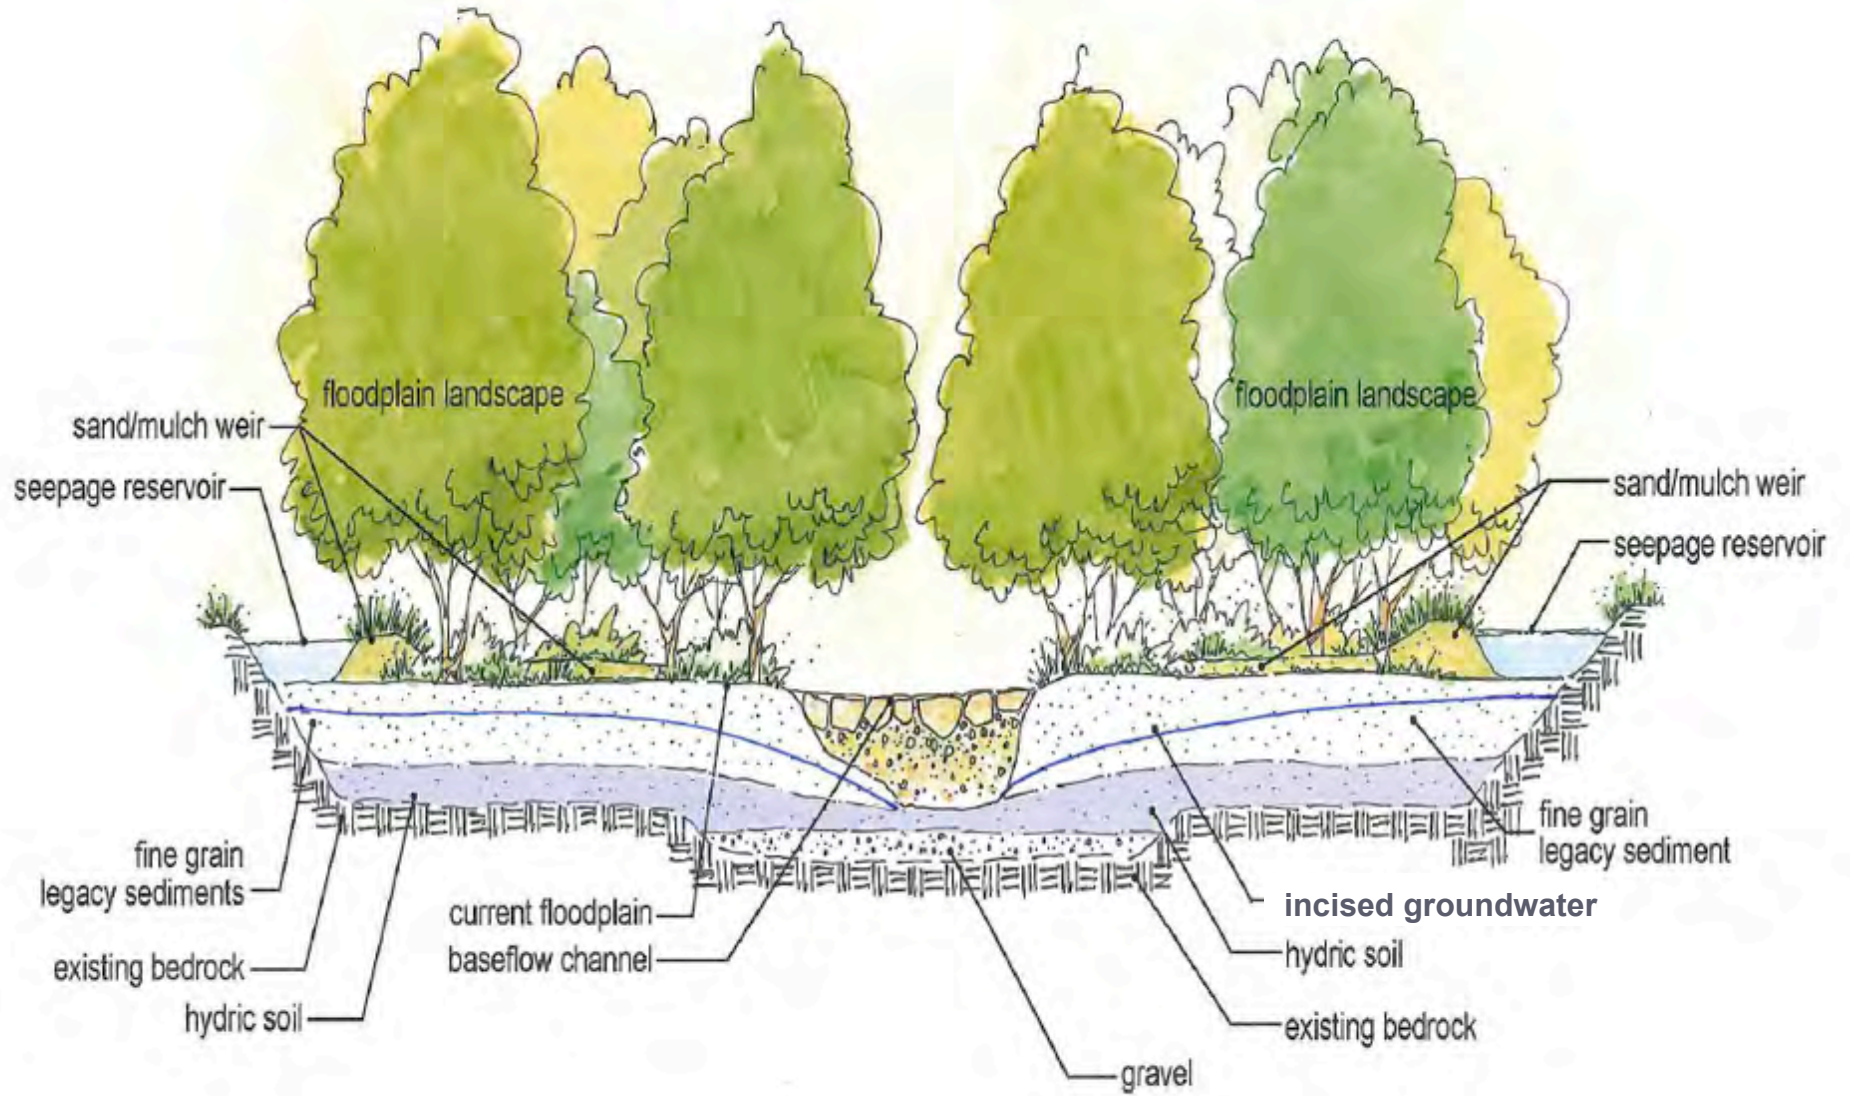 floodplain landscape
floodplain landscape
sand/mulch weir
seepage reservoir
sand/mulch weir
seepage reservoir
fine grain
legacy sediments
existing bedrock
hydric soil
current floodplain
baseflow channel
fine grain
legacy sediment
incised groundwater
hydric soil
existing bedrock
gravel